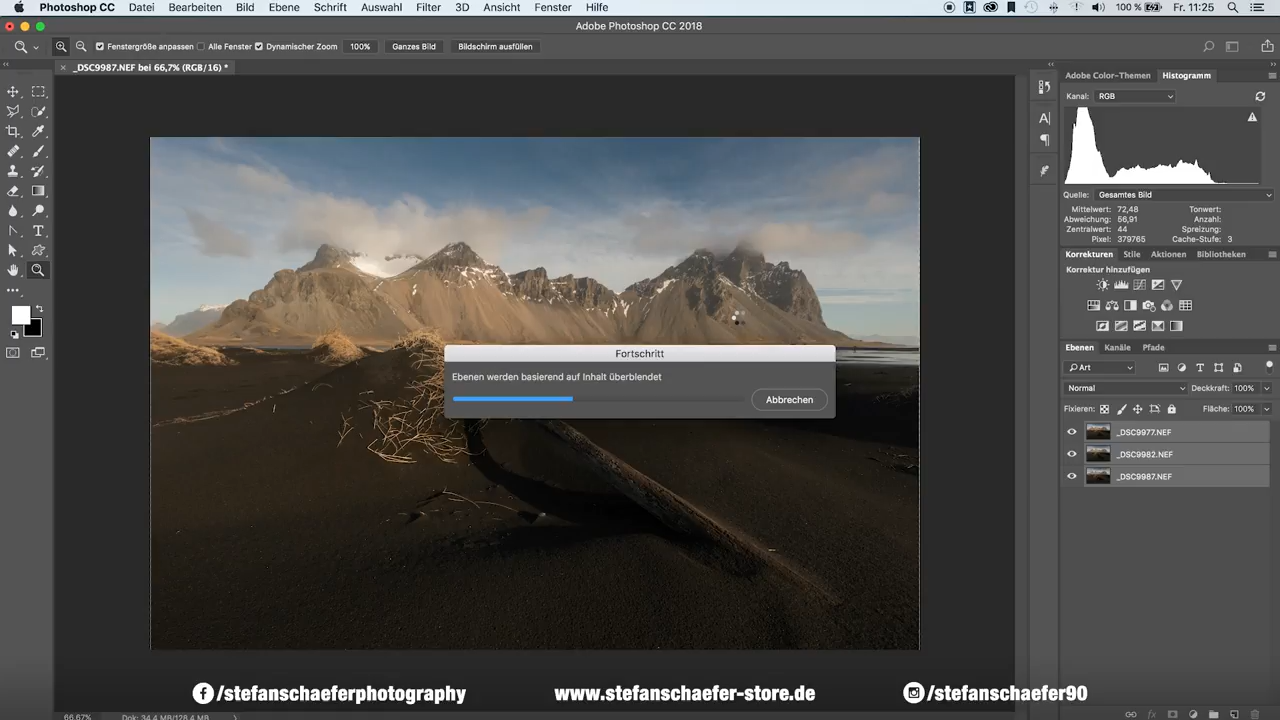 Photoshop CC Datei Bearbeiten Bild Ebene Schrift Auswahl Filter 3D Ansicht Fenster Hilfe 100 % Fr. 11:25
Adobe Photoshop CC 2018
Fenstergröße anpassen Alle Fenster Dynamischer Zoom 100% Ganzes Bild Bildschirm ausfüllen
_DSC9987.NEF bei 66,7% (RGB/16) *
Adobe Color-Themen Histogramm
Kanal: RGB
Quelle: Gesamtes Bild
Mittelwert: 72,48 Tonwert:
Abweichung: 56,91 Anzahl:
Zentralwert: 44 Spreizung:
Pixel: 379765 Cache-Stufe: 3
Korrekturen Stile Aktionen Bibliotheken
Korrektur hinzufügen
Ebenen Kanäle Pfade
Art
Normal Deckkraft: 100%
Fixieren: Fläche: 100%
_DSC9977.NEF
_DSC9982.NEF
_DSC9987.NEF
Fortschritt
Ebenen werden basierend auf Inhalt überblendet
Abbrechen
/stefanschaeferphotography www.stefanschaefer-store.de /stefanschaefer90
66,67% Dok: 34,4 MB/128,4 MB